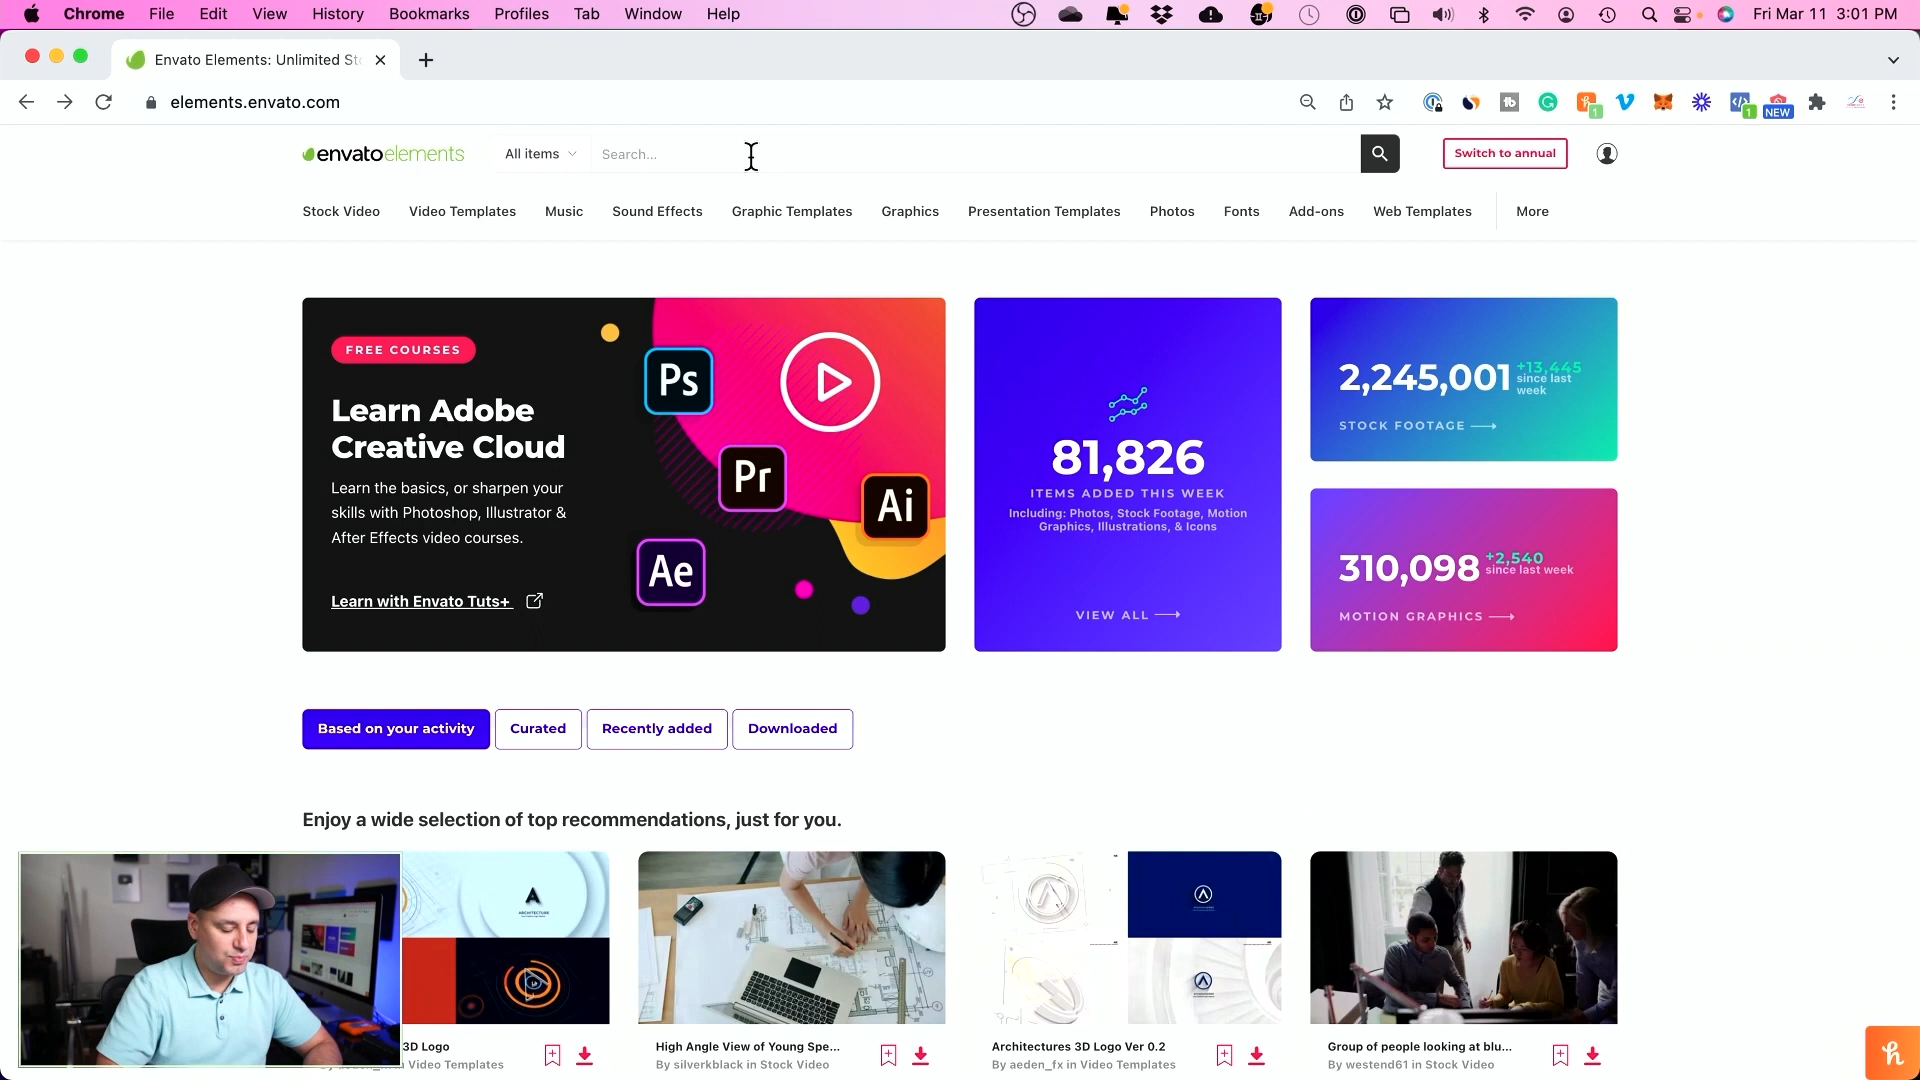 Chrome File Edit View History Bookmarks Profiles Tab Window Help Fri Mar 11 3:01 PM
Envato Elements: Unlimited Sto
elements.envato.com
1 1 NEW
envatoelements All items Search... Switch to annual
Stock Video Video Templates Music Sound Effects Graphic Templates Graphics Presentation Templates Photos Fonts Add-ons Web Templates More
FREE COURSES
Learn Adobe
Creative Cloud
Learn the basics, or sharpen your
skills with Photoshop, Illustrator &
After Effects video courses.
Learn with Envato Tuts+
Ps
Pr
Ai
Ae
81,826
ITEMS ADDED THIS WEEK
Including: Photos, Stock Footage, Motion
Graphics, Illustrations, & Icons
VIEW ALL
2,245,001 +13,445
since last
week
STOCK FOOTAGE
310,098 +2,540
since last week
MOTION GRAPHICS
Based on your activity Curated Recently added Downloaded
Enjoy a wide selection of top recommendations, just for you.
ARCHITECTURE
3D Logo
in Video Templates
High Angle View of Young Spe...
By silverkblack in Stock Video
Architectures 3D Logo Ver 0.2
By aeden_fx in Video Templates
Group of people looking at blu...
By westend61 in Stock Video